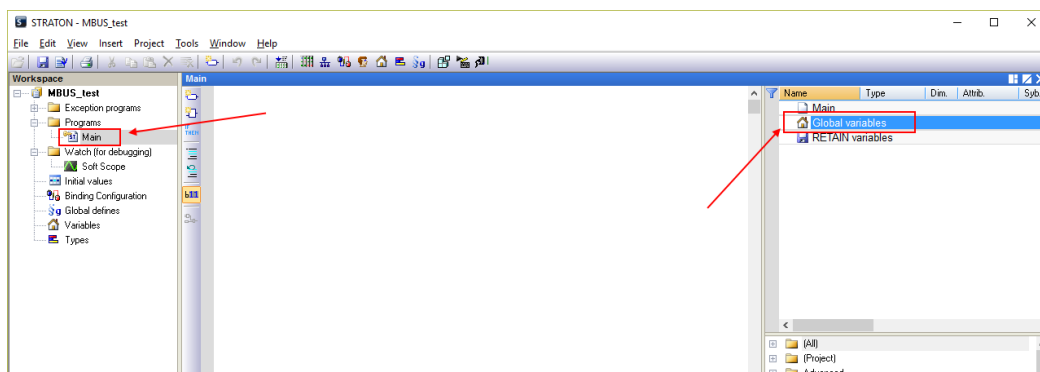 STRATON - MBUS_test
File Edit View Insert Project Tools Window Help
Workspace
MBUS_test
Exception programs
Programs
Main
Watch (for debugging)
Soft Scope
Initial values
Binding Configuration
Global defines
Variables
Types
Main
Name Type Dim. Attrib. Syb.
Main
Global variables
RETAIN variables
(All)
(Project)